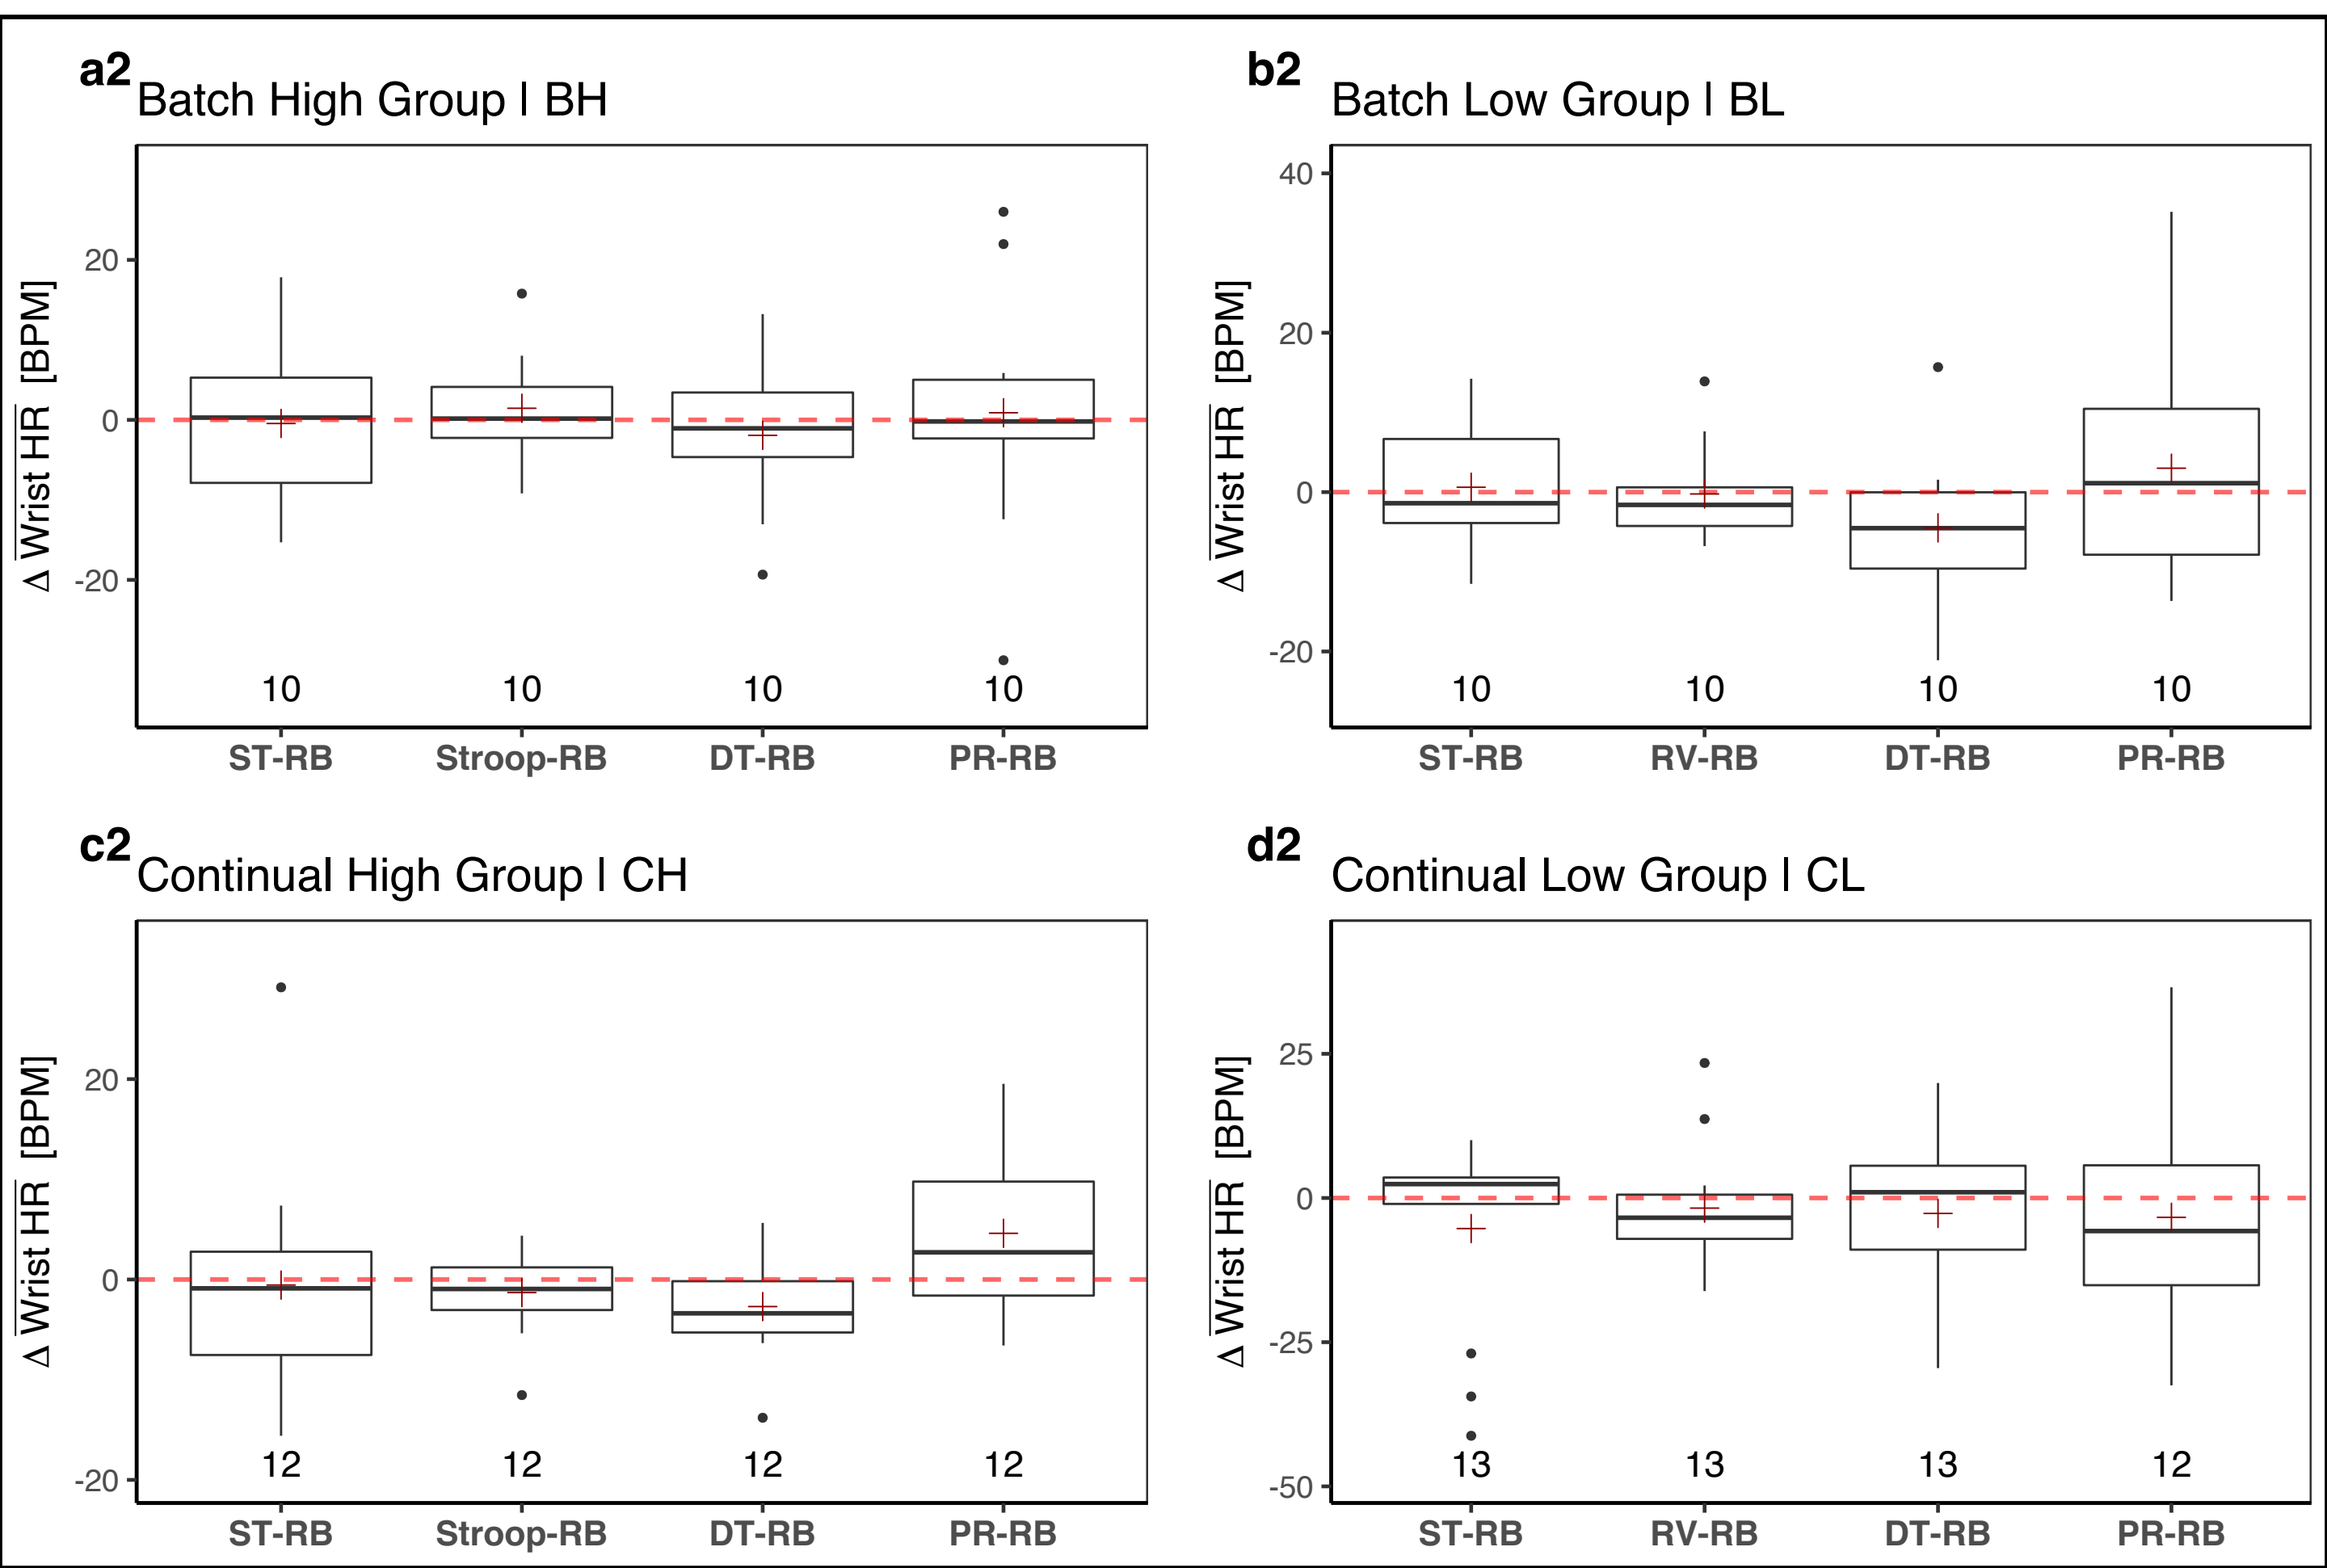 a2
Batch High Group | BH
Δ Wrist HR [BPM]
20
0
-20
10 10 10 10
ST-RB Stroop-RB DT-RB PR-RB
b2
Batch Low Group | BL
Δ Wrist HR [BPM]
40
20
0
-20
10 10 10 10
ST-RB RV-RB DT-RB PR-RB
c2
Continual High Group | CH
Δ Wrist HR [BPM]
20
0
-20
12 12 12 12
ST-RB Stroop-RB DT-RB PR-RB
d2
Continual Low Group | CL
Δ Wrist HR [BPM]
25
0
-25
-50
13 13 13 12
ST-RB RV-RB DT-RB PR-RB